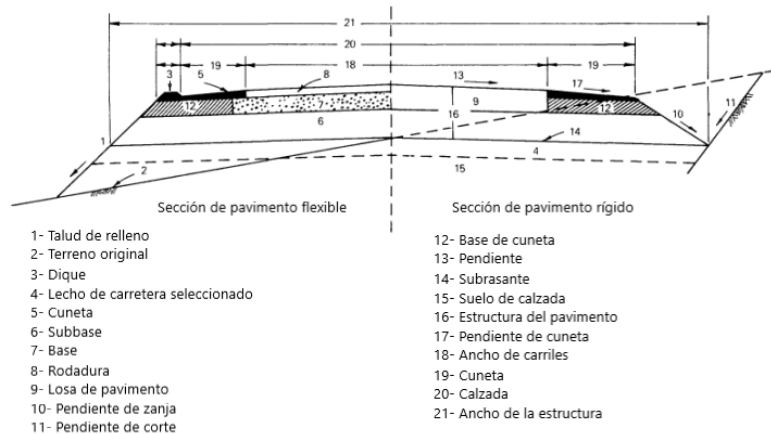 21
20
19
18
19
3
5
8
13
17
12
7
9
12
10
11
6
16
1
14
4
2
15
Sección de pavimento flexible
Sección de pavimento rígido
1- Talud de relleno
2- Terreno original
3- Dique
4- Lecho de carretera seleccionado
5- Cuneta
6- Subbase
7- Base
8- Rodadura
9- Losa de pavimento
10- Pendiente de zanja
11- Pendiente de corte
12- Base de cuneta
13- Pendiente
14- Subrasante
15- Suelo de calzada
16- Estructura del pavimento
17- Pendiente de cuneta
18- Ancho de carriles
19- Cuneta
20- Calzada
21- Ancho de la estructura